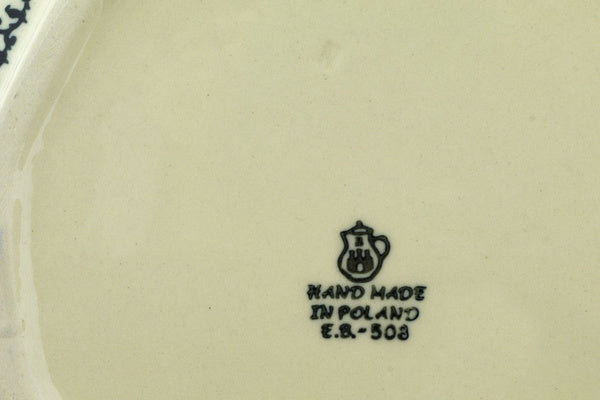 B
HAND MADE
IN POLAND
E.B.-503